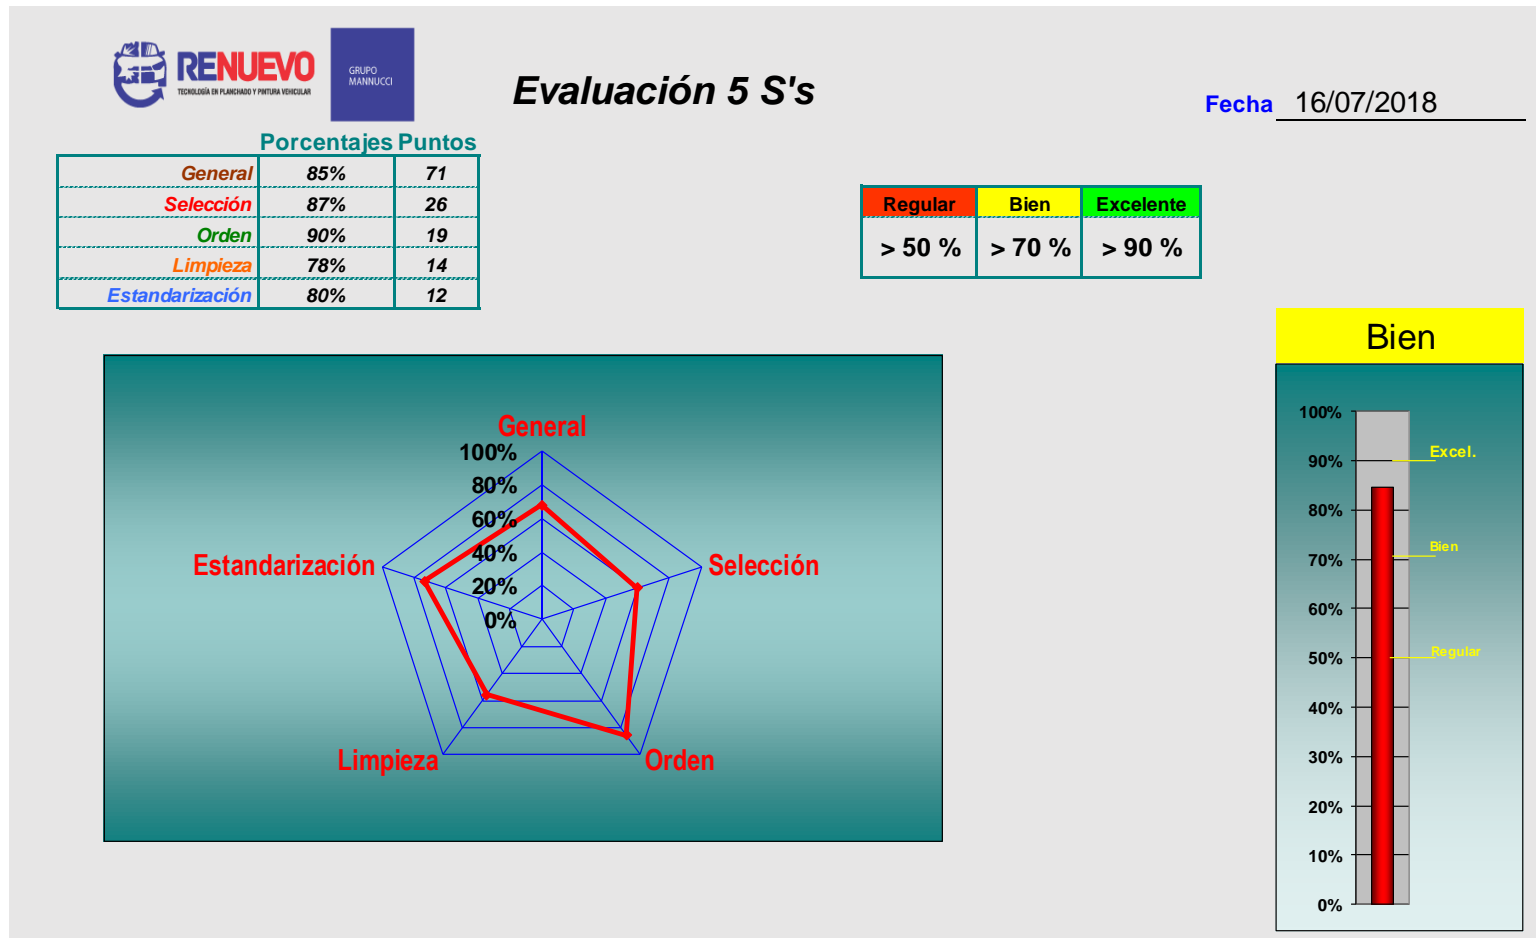 RENUEVO
TECNOLOGÍA EN PLANCHADO Y PINTURA VEHICULAR
GRUPO
MANNUCCI
Evaluación 5 S's
Fecha 16/07/2018
Porcentajes Puntos
General 85% 71
Selección 87% 26
Orden 90% 19
Limpieza 78% 14
Estandarización 80% 12
Regular Bien Excelente
> 50 % > 70 % > 90 %
Bien
General
100%
80%
60%
40%
20%
0%
Estandarización
Selección
Limpieza
Orden
100%
90% Excel.
80%
70% Bien
60%
50% Regular
40%
30%
20%
10%
0%